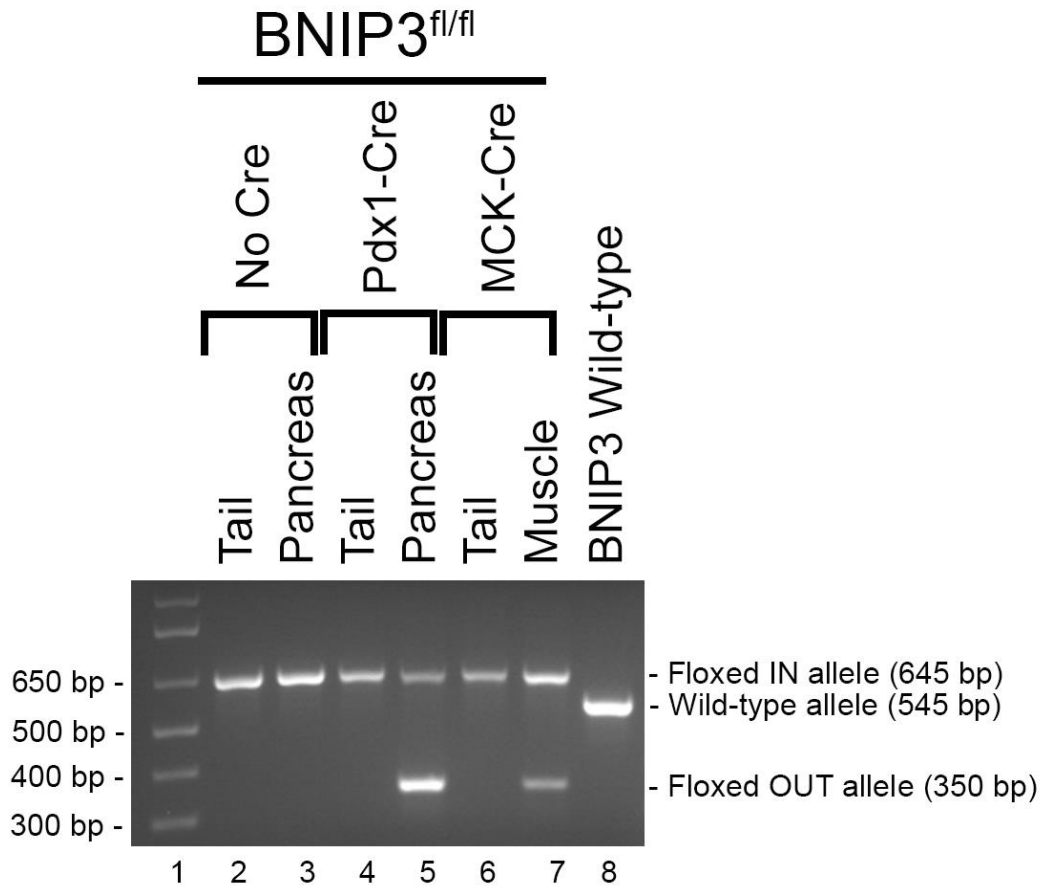 BNIP3fl/fl
No Cre
Pdx1-Cre
MCK-Cre
BNIP3 Wild-type
Tail
Pancreas
Tail
Pancreas
Tail
Muscle
650 bp -
500 bp -
400 bp -
300 bp -
- Floxed IN allele (645 bp)
- Wild-type allele (545 bp)
- Floxed OUT allele (350 bp)
1 2 3 4 5 6 7 8